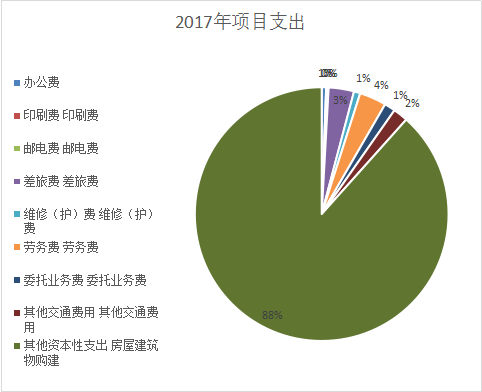 2017年项目支出
办公费
印刷费 印刷费
邮电费 邮电费
差旅费 差旅费
维修（护）费 维修（护）
费
劳务费 劳务费
委托业务费 委托业务费
其他交通费用 其他交通费
用
其他资本性支出 房屋建筑
物购建
3%
1%
4%
1%
2%
88%